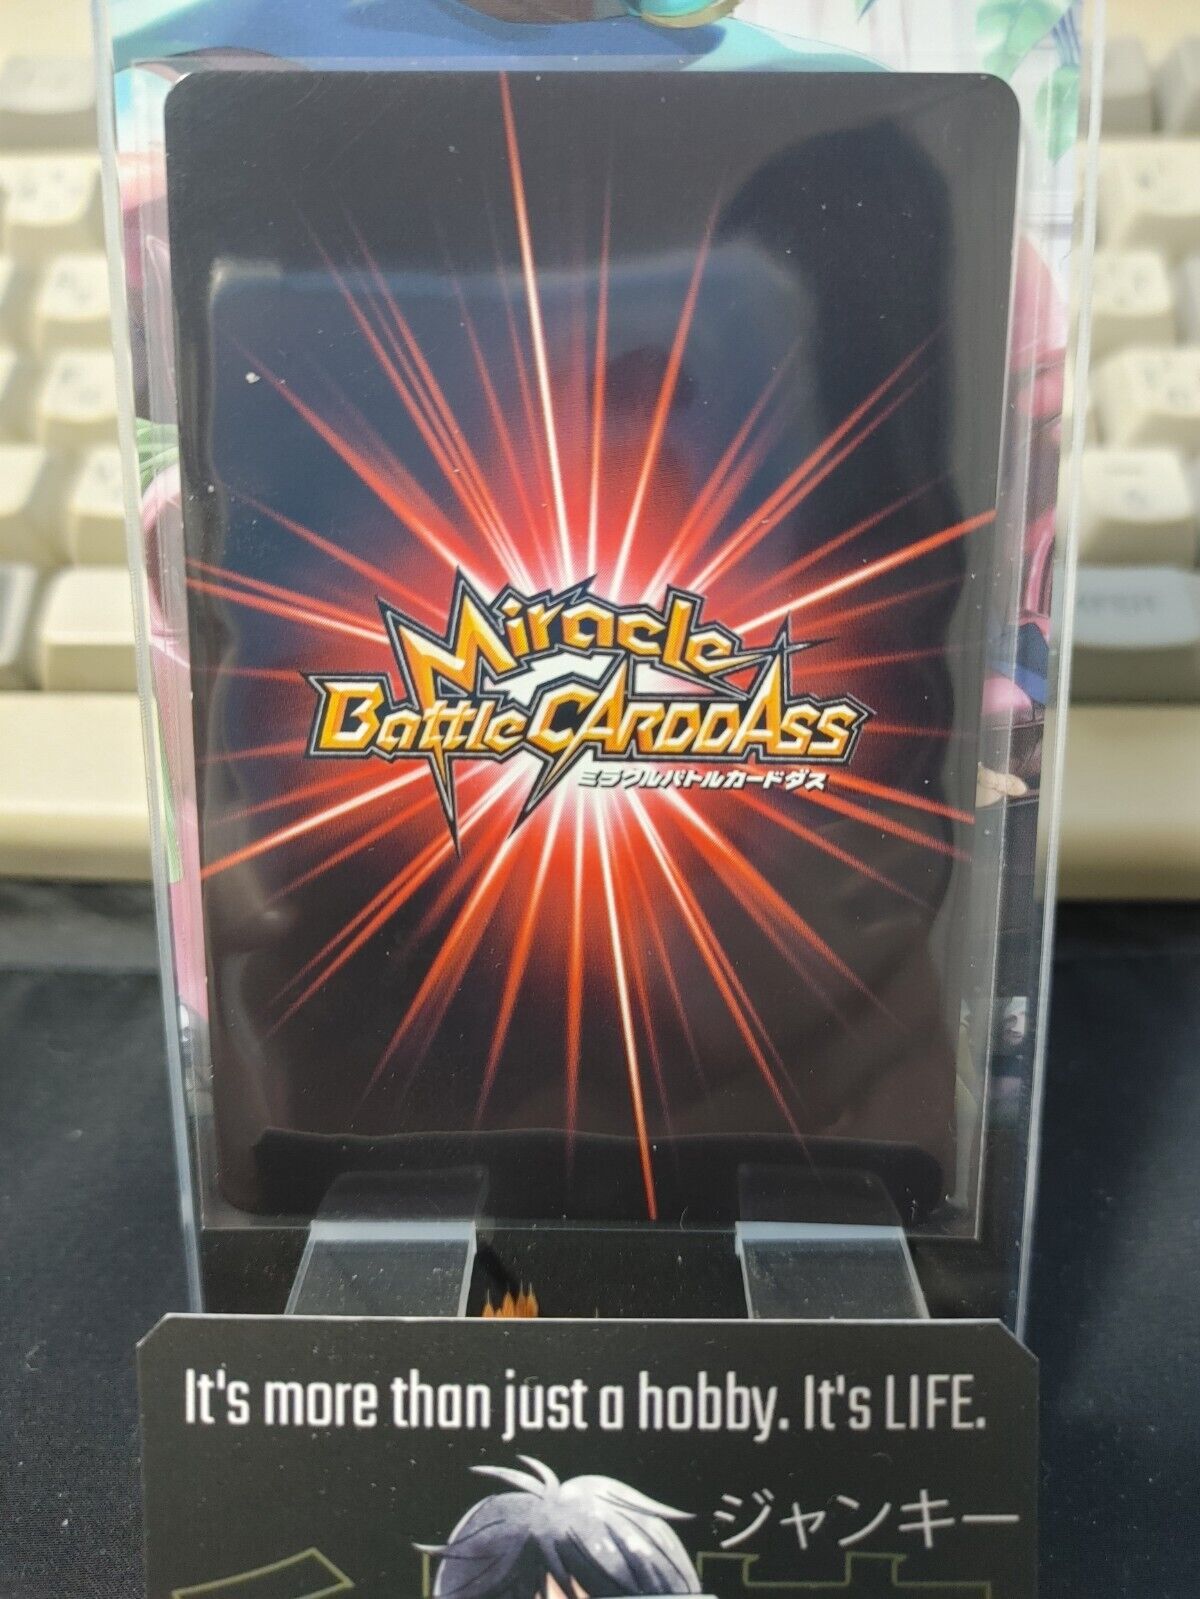 Miracle
Battle CARDDASS
ミラクルバトルカードダス
It's more than just a hobby. It's LIFE.
ジャンキー